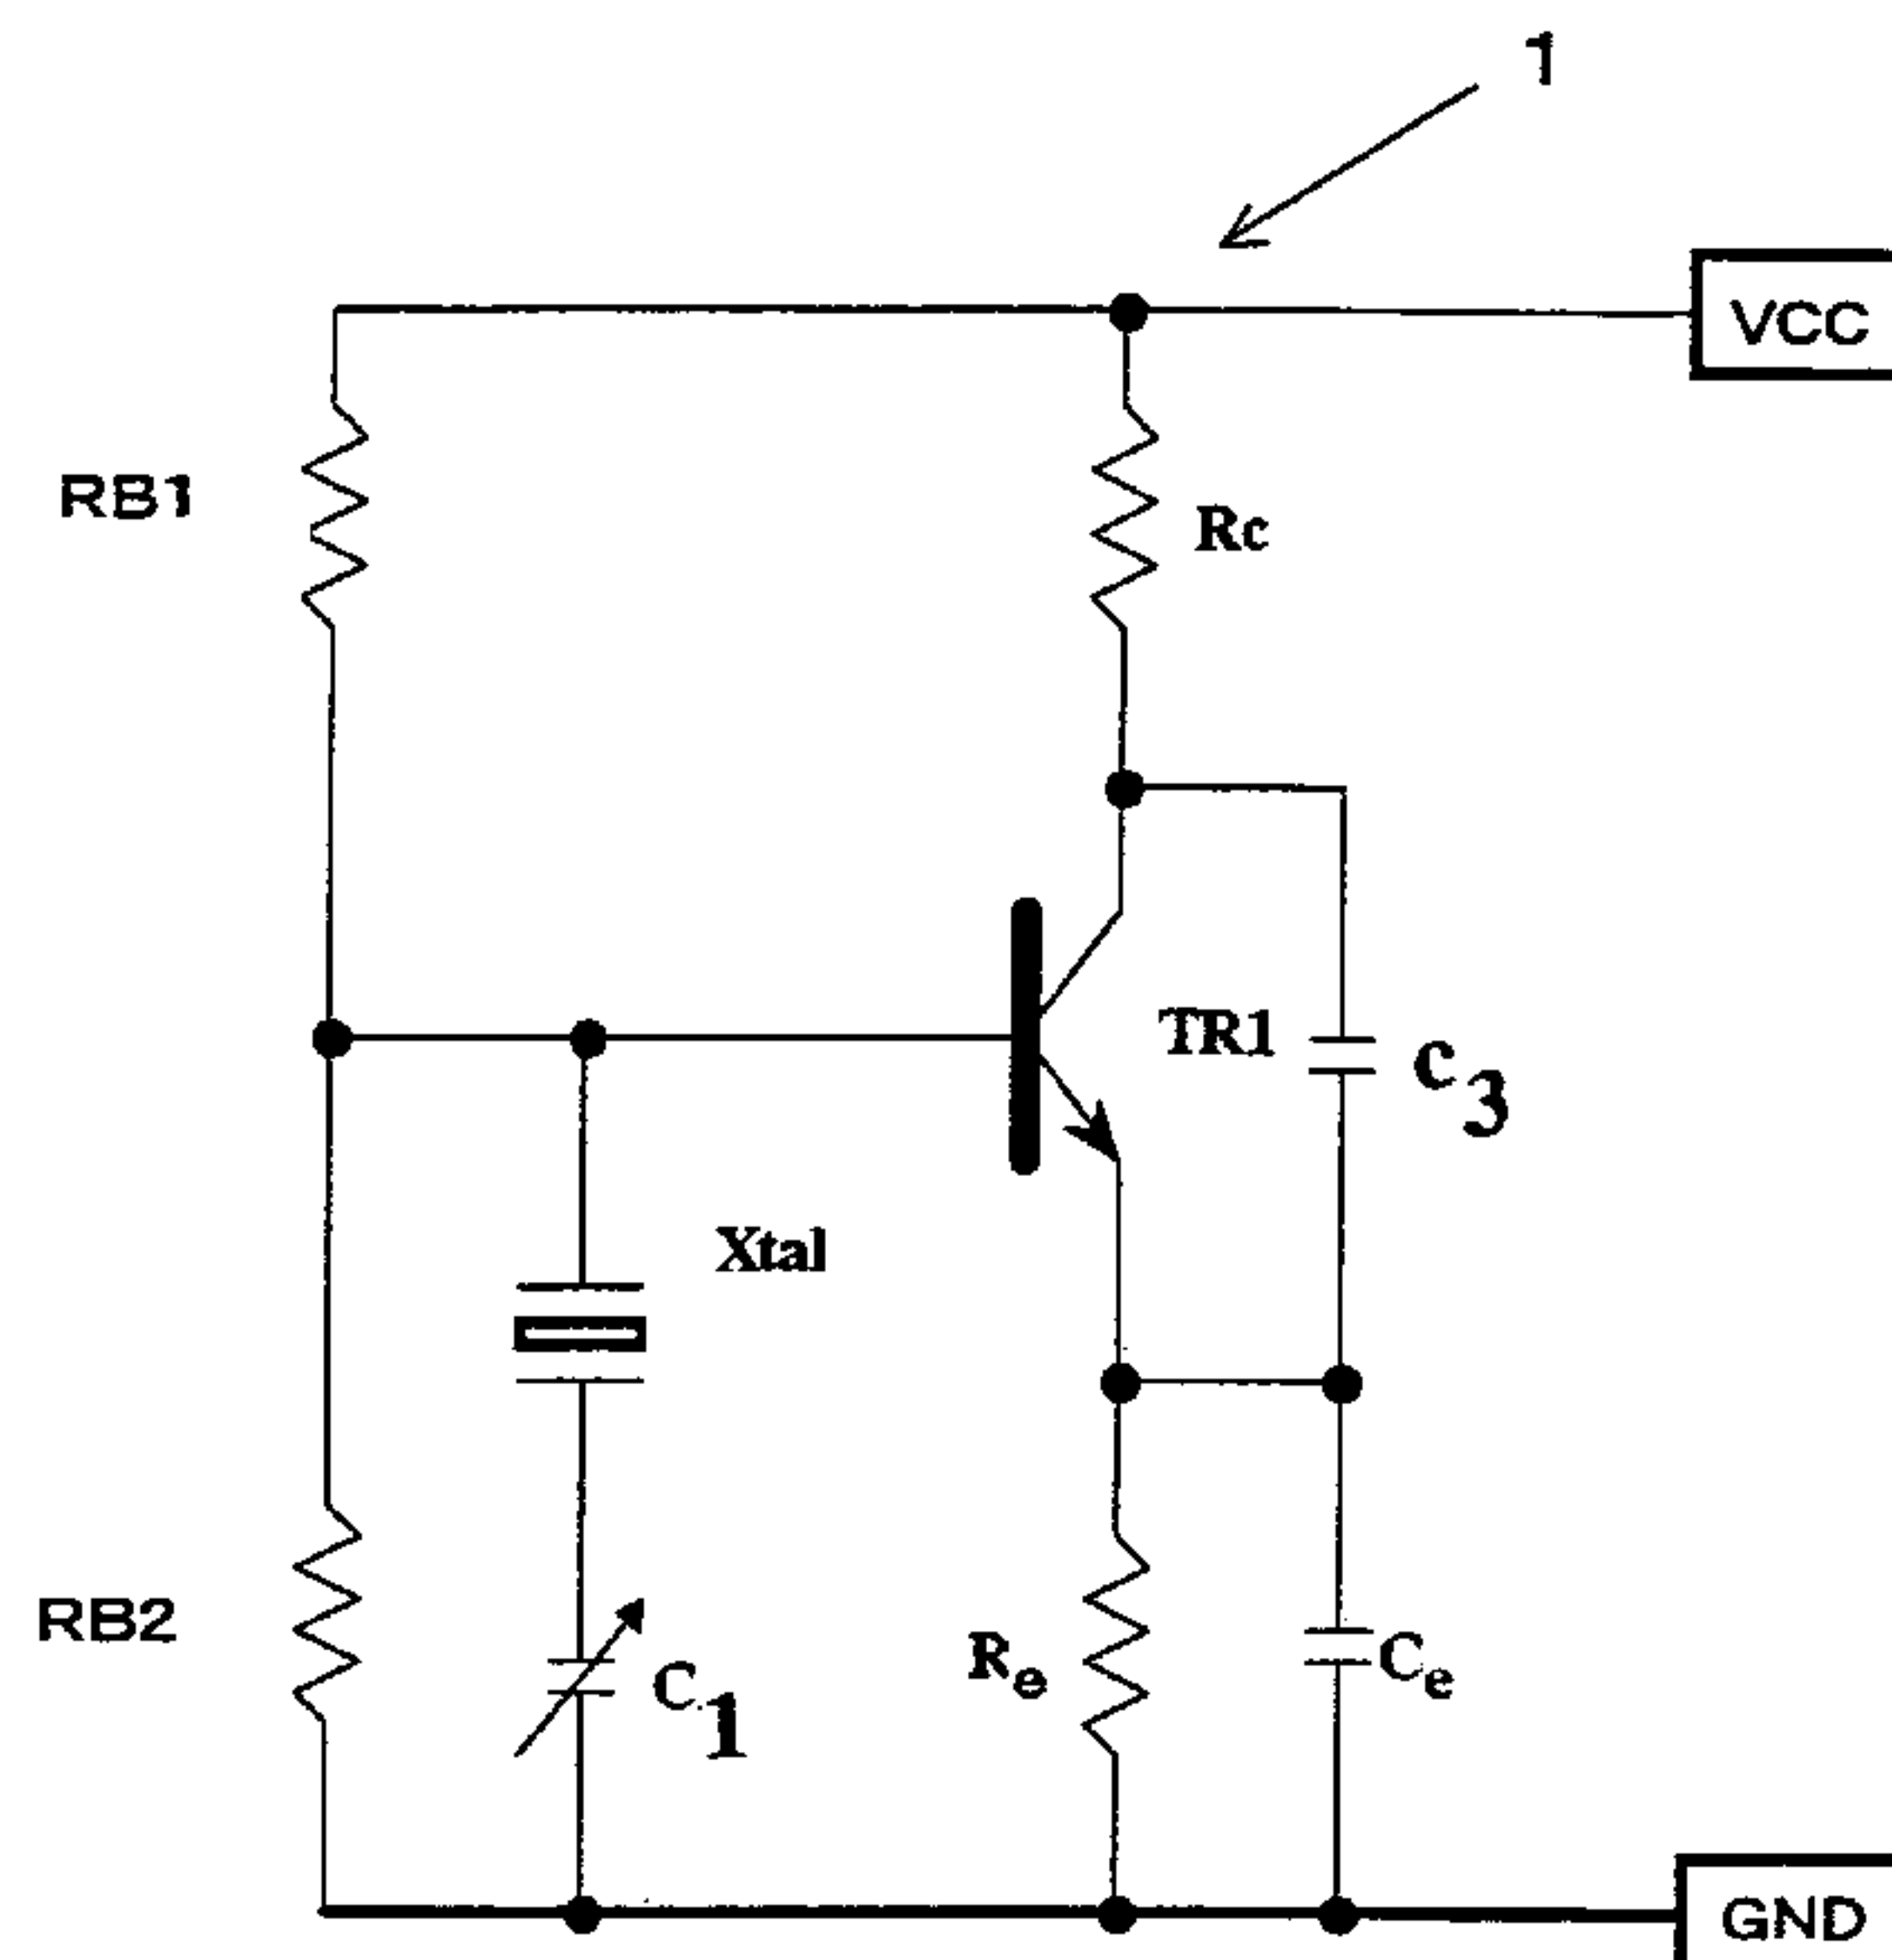 1
VCC
RB1
Rc
TR1
c3
Xtal
RB2
C1
Re
Ce
GND